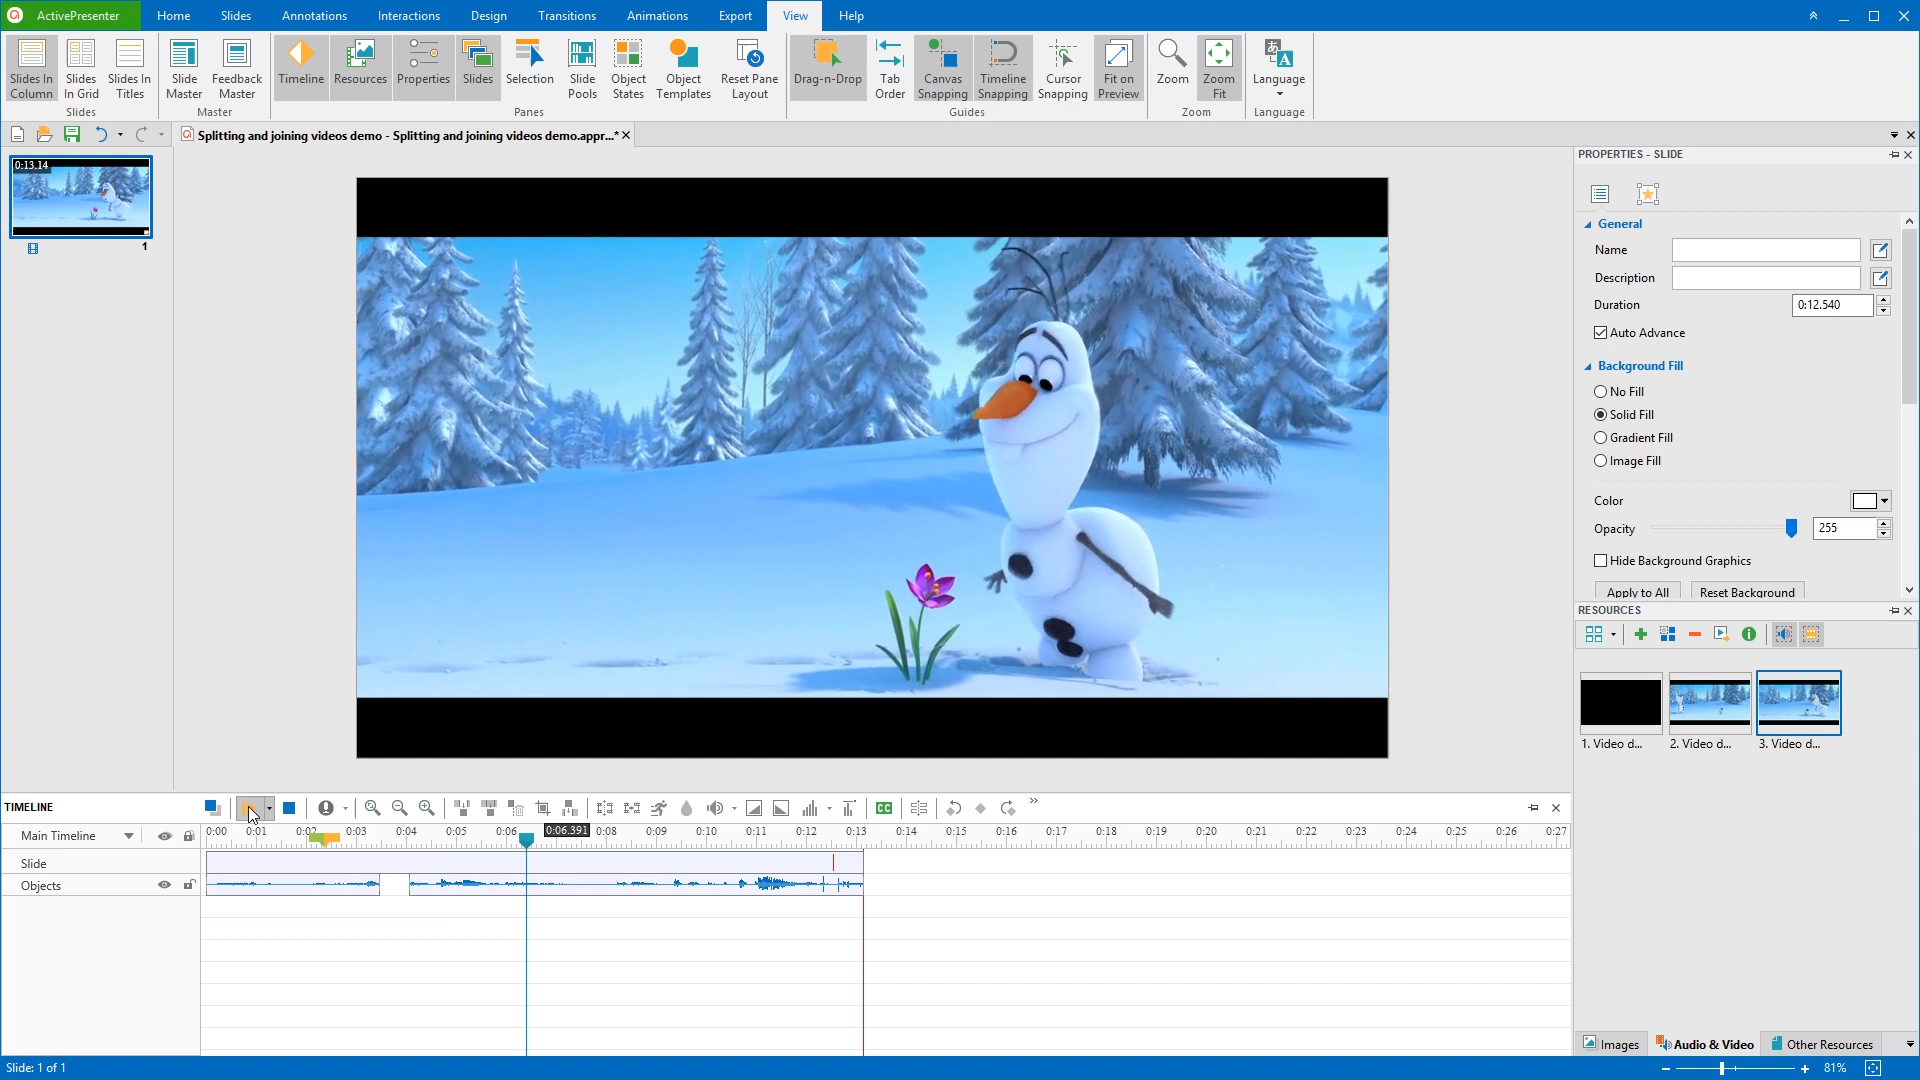 ActivePresenter
Home
Slides
Annotations
Interactions
Design
Transitions
Animations
Export
View
Help
Slides In Column
Slides In Grid
Slides In Titles
Slides
Slide Master
Feedback Master
Master
Timeline
Resources
Properties
Slides
Selection
Slide Pools
Object States
Object Templates
Reset Pane Layout
Panes
Drag-n-Drop
Tab Order
Canvas Snapping
Timeline Snapping
Cursor Snapping
Fit on Preview
Guides
Zoom
Zoom Fit
Zoom
Language
Language
Splitting and joining videos demo - Splitting and joining videos demo.appr...*
0:13.14
1
PROPERTIES - SLIDE
General
Name
Description
Duration
0:12.540
Auto Advance
Background Fill
No Fill
Solid Fill
Gradient Fill
Image Fill
Color
Opacity
255
Hide Background Graphics
Apply to All
Reset Background
RESOURCES
1. Video d...
2. Video d...
3. Video d...
Images
Audio & Video
Other Resources
TIMELINE
CC
Main Timeline
0:00 0:01 0:02 0:03 0:04 0:05 0:06 0:06.391 0:08 0:09 0:10 0:11 0:12 0:13 0:14 0:15 0:16 0:17 0:18 0:19 0:20 0:21 0:22 0:23 0:24 0:25 0:26 0:27
Slide
Objects
Slide: 1 of 1
81%